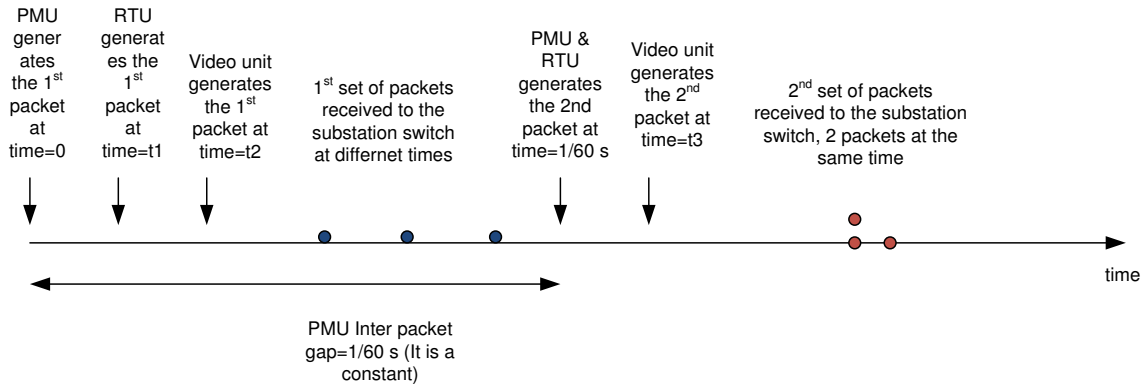 PMU
gener
ates
the 1st
packet
at
time=0
RTU
generat
es the
1st
packet
at
time=t1
Video unit
generates
the 1st
packet at
time=t2
1st set of packets
received to the
substation switch
at differnet times
PMU &
RTU
generates
the 2nd
packet at
time=1/60 s
Video unit
generates
the 2nd
packet at
time=t3
2nd set of packets
received to the substation
switch, 2 packets at the
same time
time
PMU Inter packet
gap=1/60 s (It is a
constant)